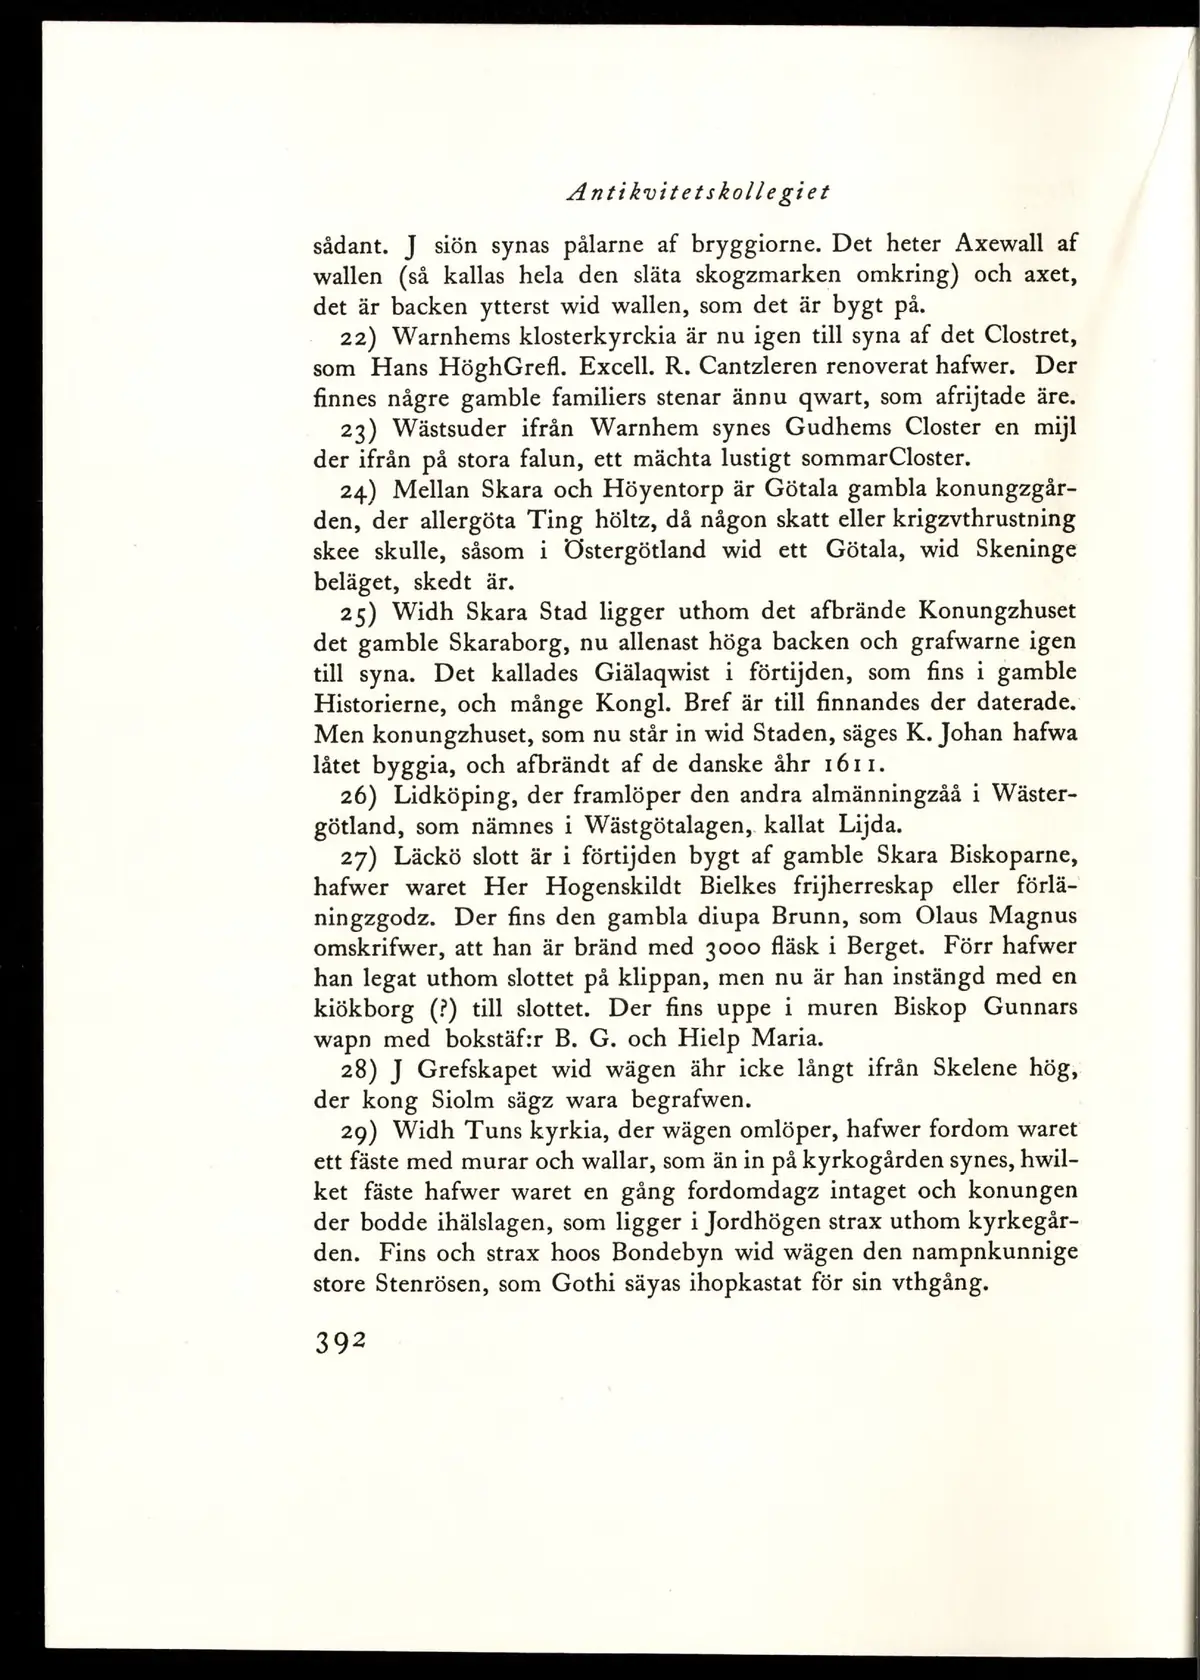 Antikvitetskollegiet
sådant. J siön synas pålarne af bryggiorne. Det heter Axewall af
wallen (så kallas hela den släta skogzmarken omkring) och axet,
det är backen ytterst wid wallen, som det är bygt på.
22) Warnhems klosterkyrckia är nu igen till syna af det Clostret,
som Hans HöghGrefl. Excell. R. Cantzleren renoverat hafwer. Der
finnes någre gamble familiers stenar ännu qwart, som afrijtade äre.
23) Wästsuder ifrån Warnhem synes Gudhems Closter en mijl
der ifrån på stora falun, ett mächta lustigt sommarCloster.
24) Mellan Skara och Höyentorp är Götala gambla konungzgår-
den, der allergöta Ting höltz, då någon skatt eller krigzvthrustning
skee skulle, såsom i Östergötland wid ett Götala, wid Skeninge
beläget, skedt är.
25) Widh Skara Stad ligger uthom det afbrände Konungzhuset
det gamble Skaraborg, nu allenast höga backen och grafwarne igen
till syna. Det kallades Giälaqwist i förtijden, som fins i gamble
Historierne, och månge Kongl. Bref är till finnandes der daterade.
Men konungzhuset, som nu står in wid Staden, säges K. Johan hafwa
låtet byggia, och afbrändt af de danske åhr 1611.
26) Lidköping, der framlöper den andra almänningzåå i Wäster-
götland, som nämnes i Wästgötalagen, kallat Lijda.
27) Läckö slott är i förtijden bygt af gamble Skara Biskoparne,
hafwer waret Her Hogenskildt Bielkes frijherreskap eller förlä-
ningzgodz. Der fins den gambla diupa Brunn, som Olaus Magnus
omskrifwer, att han är bränd med 3000 fläsk i Berget. Förr hafwer
han legat uthom slottet på klippan, men nu är han instängd med en
kiökborg (?) till slottet. Der fins uppe i muren Biskop Gunnars
wapn med bokstäf:r B. G. och Hielp Maria.
28) J Grefskapet wid wägen ähr icke långt ifrån Skelene hög,
der kong Siolm sägz wara begrafwen.
29) Widh Tuns kyrkia, der wägen omlöper, hafwer fordom waret
ett fäste med murar och wallar, som än in på kyrkogården synes, hwil-
ket fäste hafwer waret en gång fordomdagz intaget och konungen
der bodde ihälslagen, som ligger i Jordhögen strax uthom kyrkegår-
den. Fins och strax hoos Bondebyn wid wägen den nampnkunnige
store Stenrösen, som Gothi säyas ihopkastat för sin vthgång.
392